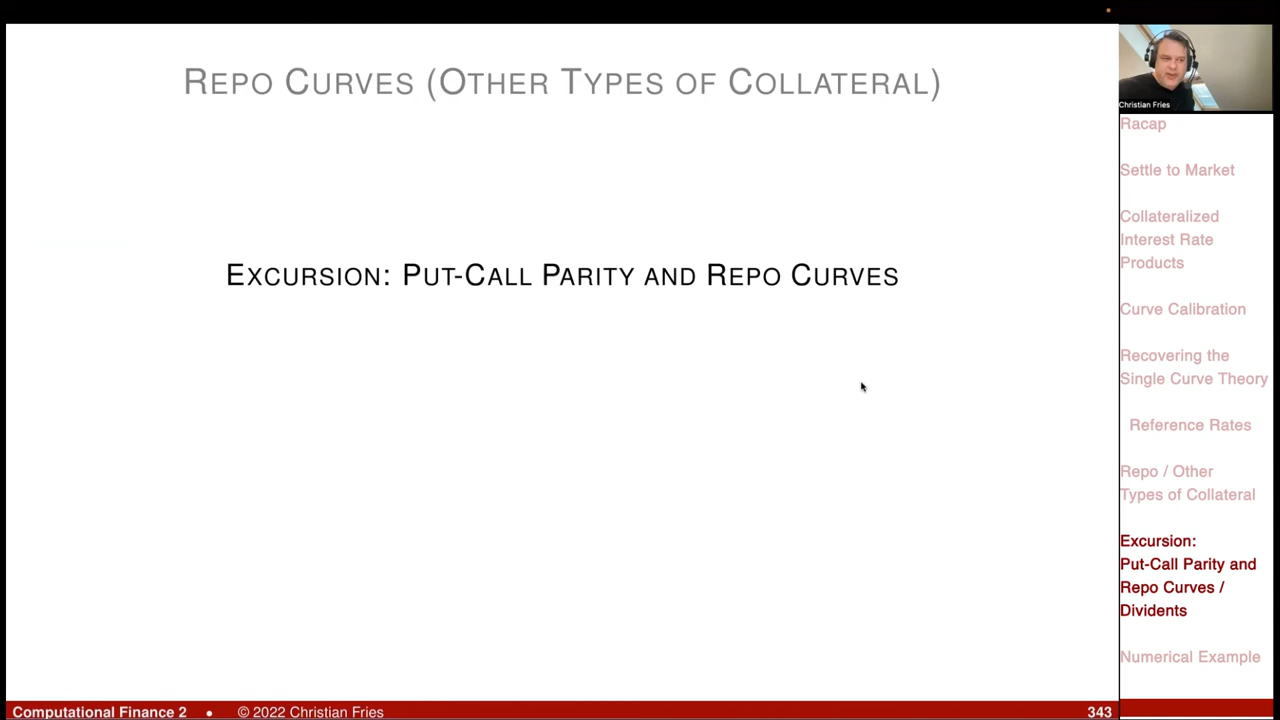 REPO CURVES (OTHER TYPES OF COLLATERAL)
EXCURSION: PUT-CALL PARITY AND REPO CURVES
Christian Fries
Racap
Settle to Market
Collateralized
Interest Rate
Products
Curve Calibration
Recovering the
Single Curve Theory
Reference Rates
Repo / Other
Types of Collateral
Excursion:
Put-Call Parity and
Repo Curves /
Dividents
Numerical Example
Computational Finance 2 • © 2022 Christian Fries 343